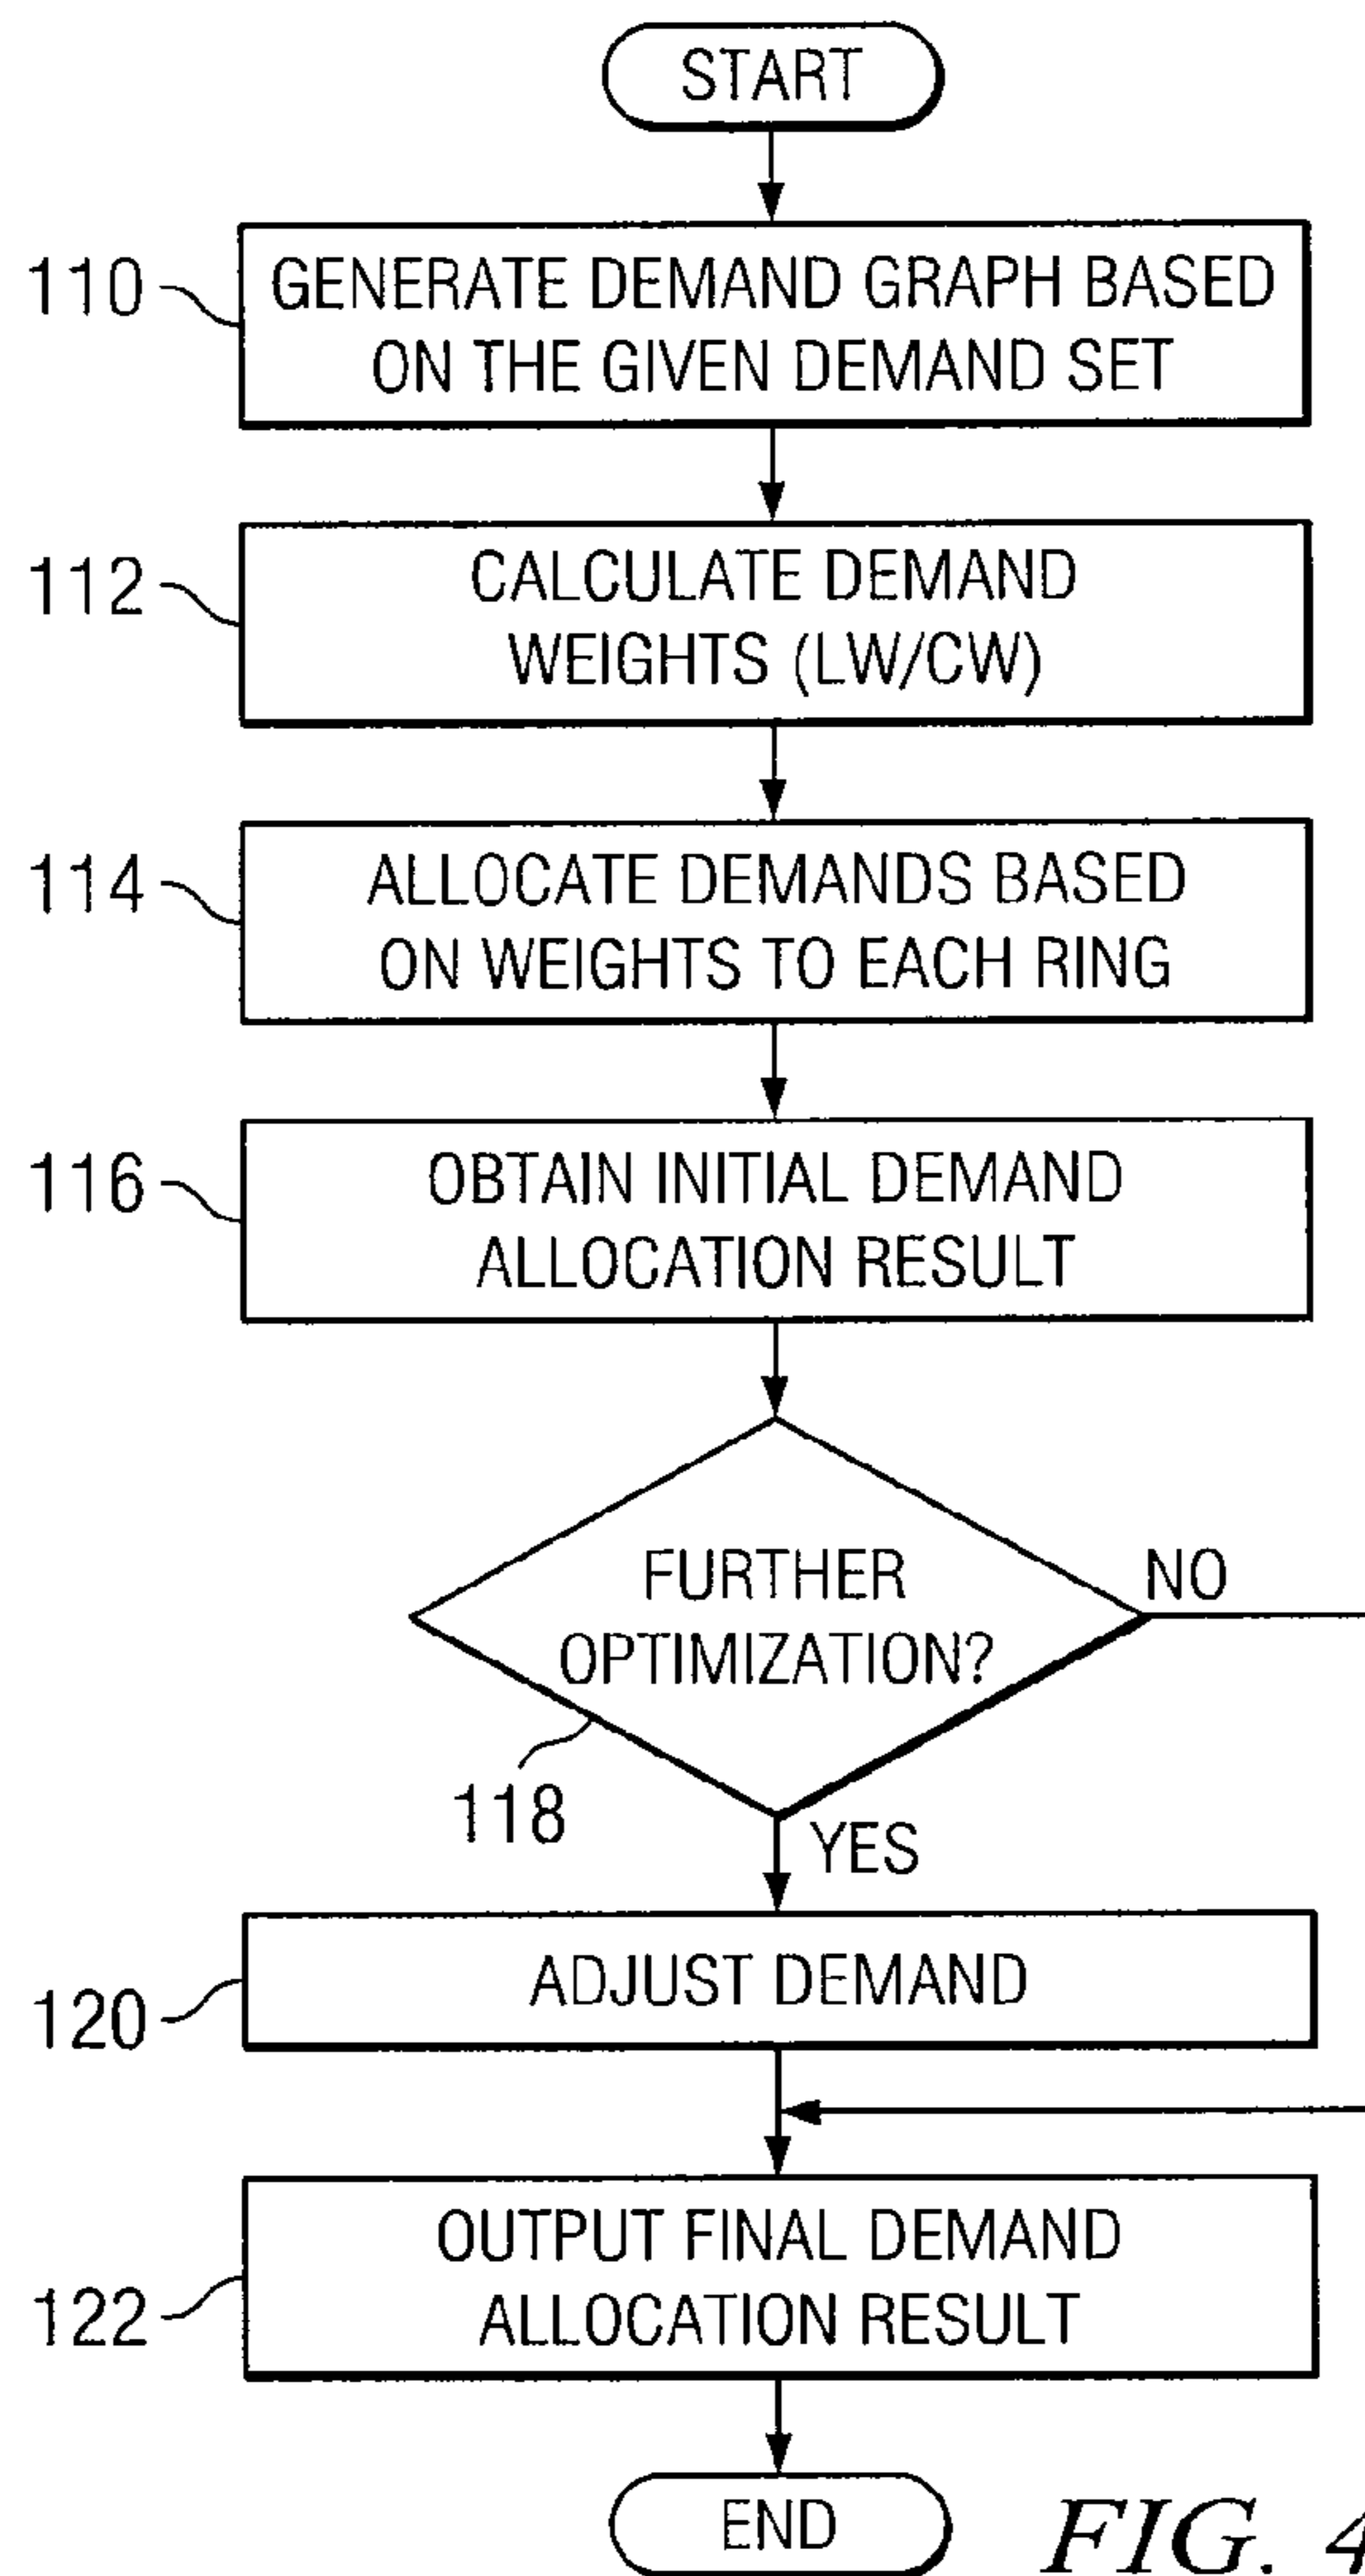 START
110
GENERATE DEMAND GRAPH BASED
ON THE GIVEN DEMAND SET
112
CALCULATE DEMAND
WEIGHTS (LW/CW)
114
ALLOCATE DEMANDS BASED
ON WEIGHTS TO EACH RING
116
OBTAIN INITIAL DEMAND
ALLOCATION RESULT
FURTHER
OPTIMIZATION?
NO
118
YES
120
ADJUST DEMAND
122
OUTPUT FINAL DEMAND
ALLOCATION RESULT
END
FIG. 4